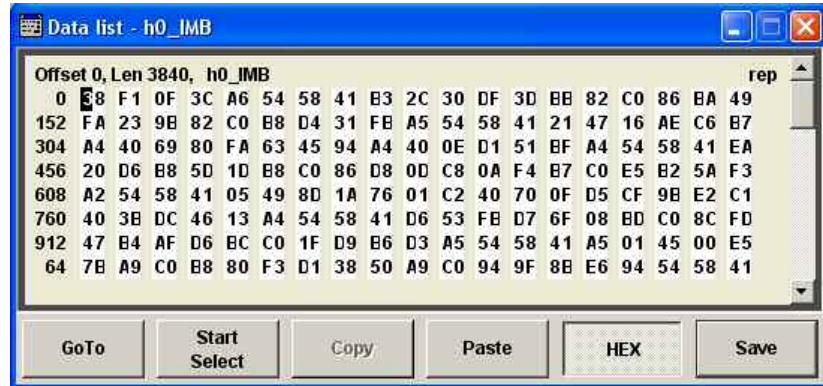 Data list - h0_IMB
Offset 0, Len 3840, h0_IMB rep
0 38 F1 0F 3C A6 54 58 41 B3 2C 30 DF 3D BB 82 C0 86 BA 49
152 FA 23 9B 82 C0 B8 D4 31 FB A5 54 58 41 21 47 16 AE C6 B7
304 A4 40 69 80 FA 63 45 94 A4 40 0E D1 51 BF A4 54 58 41 EA
456 20 D6 B8 5D 1D B8 C0 86 D8 0D C8 0A F4 B7 C0 E5 B2 5A F3
608 A2 54 58 41 05 49 8D 1A 76 01 C2 40 70 0F D5 CF 9B E2 C1
760 40 3B DC 46 13 A4 54 58 41 D6 53 FB D7 6F 08 BD C0 8C FD
912 47 B4 AF D6 BC C0 1F D9 B6 D3 A5 54 58 41 A5 01 45 00 E5
64 7B A9 C0 B8 80 F3 D1 38 50 A9 C0 94 9F 8B E6 94 54 58 41
GoTo Start Select Copy Paste HEX Save